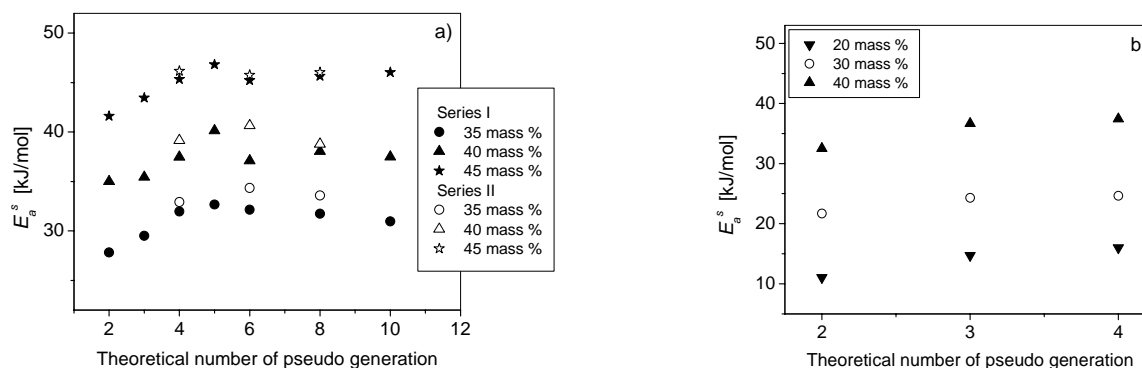 a)
50
40
30
E_a^s [kJ/mol]
2 4 6 8 10 12
Theoretical number of pseudo generation
Series I
35 mass %
40 mass %
45 mass %
Series II
35 mass %
40 mass %
45 mass %
b
50
40
30
20
10
E_a^s [kJ/mol]
20 mass %
30 mass %
40 mass %
2 3 4
Theoretical number of pseudo generation